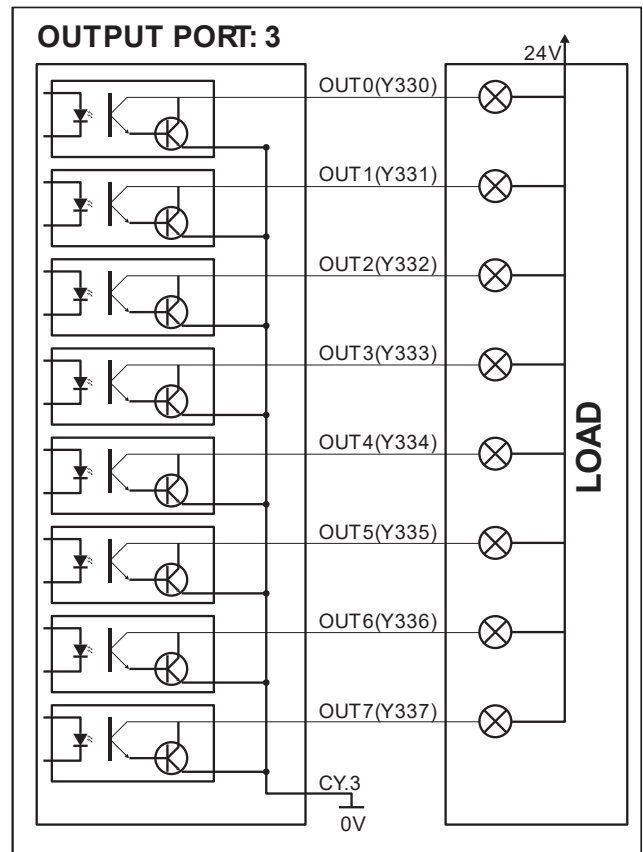 OUTPUT PORT: 3
24V
OUT0(Y330)
OUT1(Y331)
OUT2(Y332)
OUT3(Y333)
OUT4(Y334)
OUT5(Y335)
OUT6(Y336)
OUT7(Y337)
LOAD
CY.3
0V